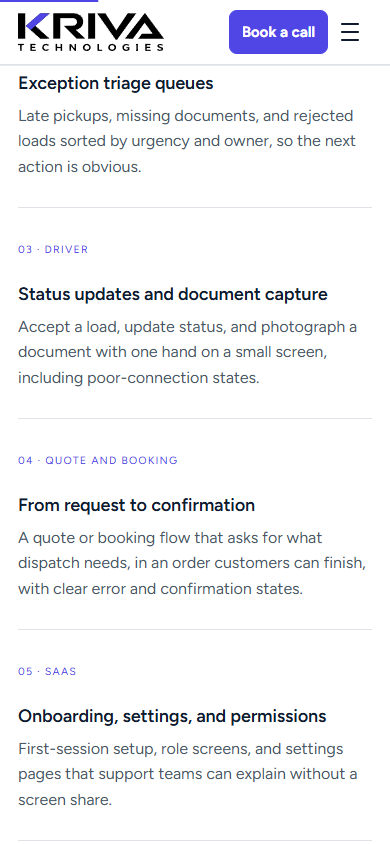 KRIVA
TECHNOLOGIES
Book a call
Exception triage queues
Late pickups, missing documents, and rejected
loads sorted by urgency and owner, so the next
action is obvious.
03 · DRIVER
Status updates and document capture
Accept a load, update status, and photograph a
document with one hand on a small screen,
including poor-connection states.
04 · QUOTE AND BOOKING
From request to confirmation
A quote or booking flow that asks for what
dispatch needs, in an order customers can finish,
with clear error and confirmation states.
05 · SAAS
Onboarding, settings, and permissions
First-session setup, role screens, and settings
pages that support teams can explain without a
screen share.